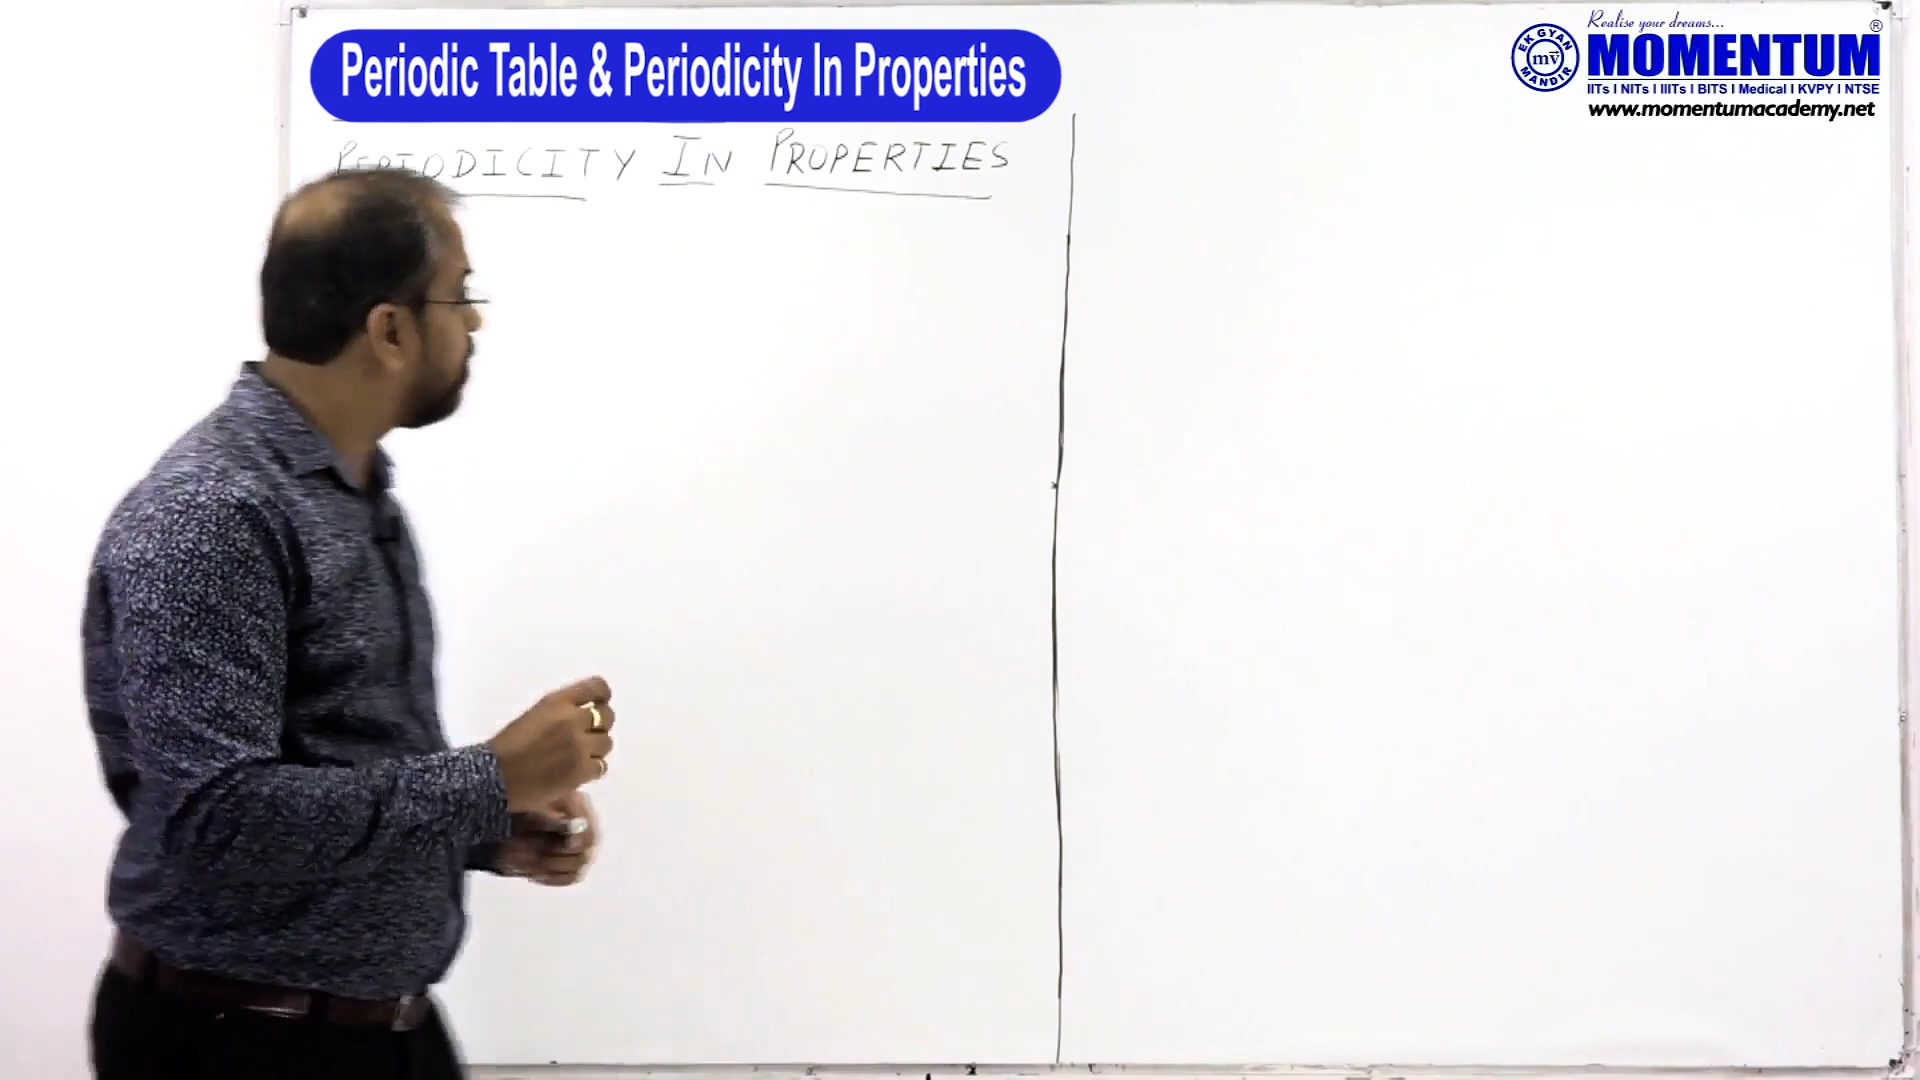 Periodic Table & Periodicity In Properties
PERIODICITY IN PROPERTIES
Realise your dreams...
EK GYAN MANDIR
mv
MOMENTUM®
IITs I NITs I IIITs I BITS I Medical I KVPY I NTSE
www.momentumacademy.net